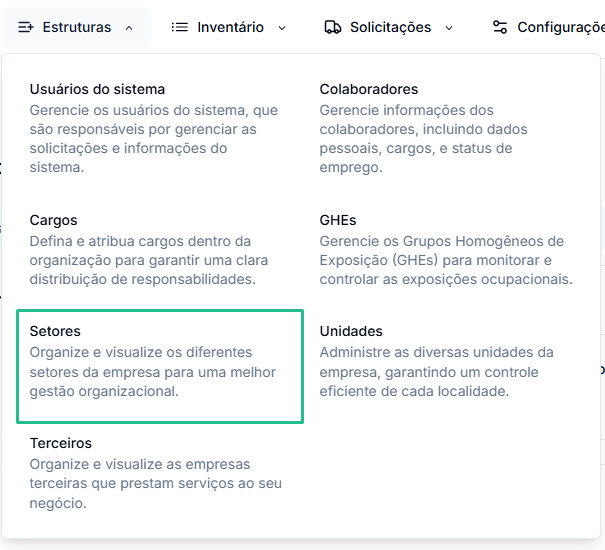 Estruturas Inventário Solicitações
Usuários do sistema
Gerencie os usuários do sistema, que
são responsáveis por gerenciar as
solicitações e informações do
sistema.
Colaboradores
Gerencie informações dos
colaboradores, incluindo dados
pessoais, cargos, e status de
emprego.
Cargos
Defina e atribua cargos dentro da
organização para garantir uma clara
distribuição de responsabilidades.
GHEs
Gerencie os Grupos Homogêneos de
Exposição (GHEs) para monitorar e
controlar as exposições ocupacionais.
Setores
Organize e visualize os diferentes
setores da empresa para uma melhor
gestão organizacional.
Unidades
Administre as diversas unidades da
empresa, garantindo um controle
eficiente de cada localidade.
Terceiros
Organize e visualize as empresas
terceiras que prestam serviços ao seu
negócio.